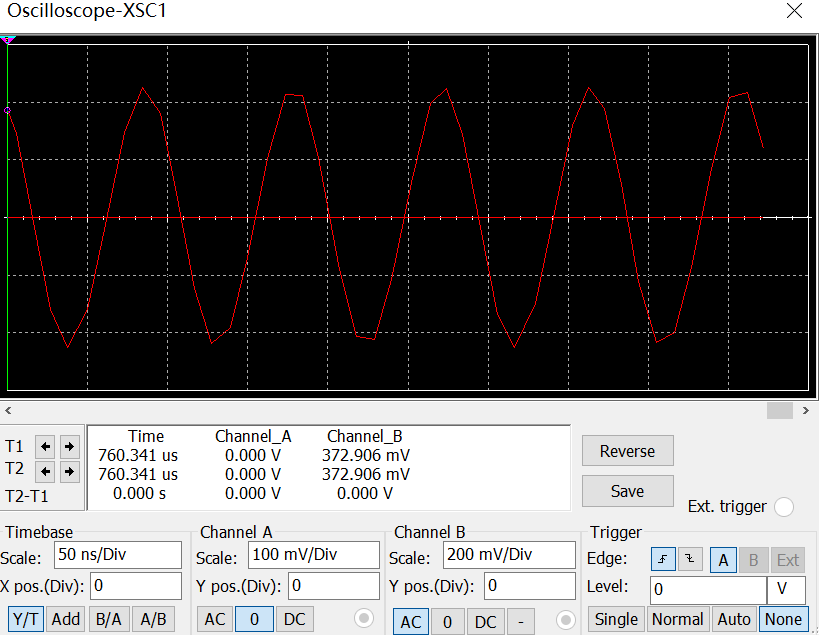 Oscilloscope-XSC1
T1
T2
T2-T1
Time Channel_A Channel_B
760.341 us 0.000 V 372.906 mV
760.341 us 0.000 V 372.906 mV
0.000 s 0.000 V 0.000 V
Reverse
Save
Ext. trigger
Timebase
Scale: 50 ns/Div
X pos.(Div): 0
Y/T Add B/A A/B
Channel A
Scale: 100 mV/Div
Y pos.(Div): 0
AC 0 DC
Channel B
Scale: 200 mV/Div
Y pos.(Div): 0
AC 0 DC -
Trigger
Edge: A B Ext
Level: 0 V
Single Normal Auto None